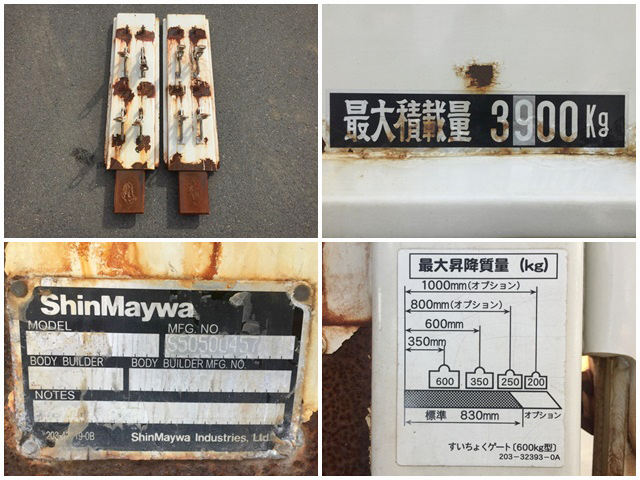 最大積載量 3900Kg
ShinMaywa
MODEL
MFG. NO.
S50500457
BODY BUILDER
BODY BUILDER MFG. NO.
NOTES
ShinMaywa Industries, Ltd.
最大昇降質量 (kg)
1000mm(オプション)
800mm(オプション)
600mm
350mm
600 350 250 200
標準 830mm オプション
すいちょくゲート(600kg型)
203-32393-0A